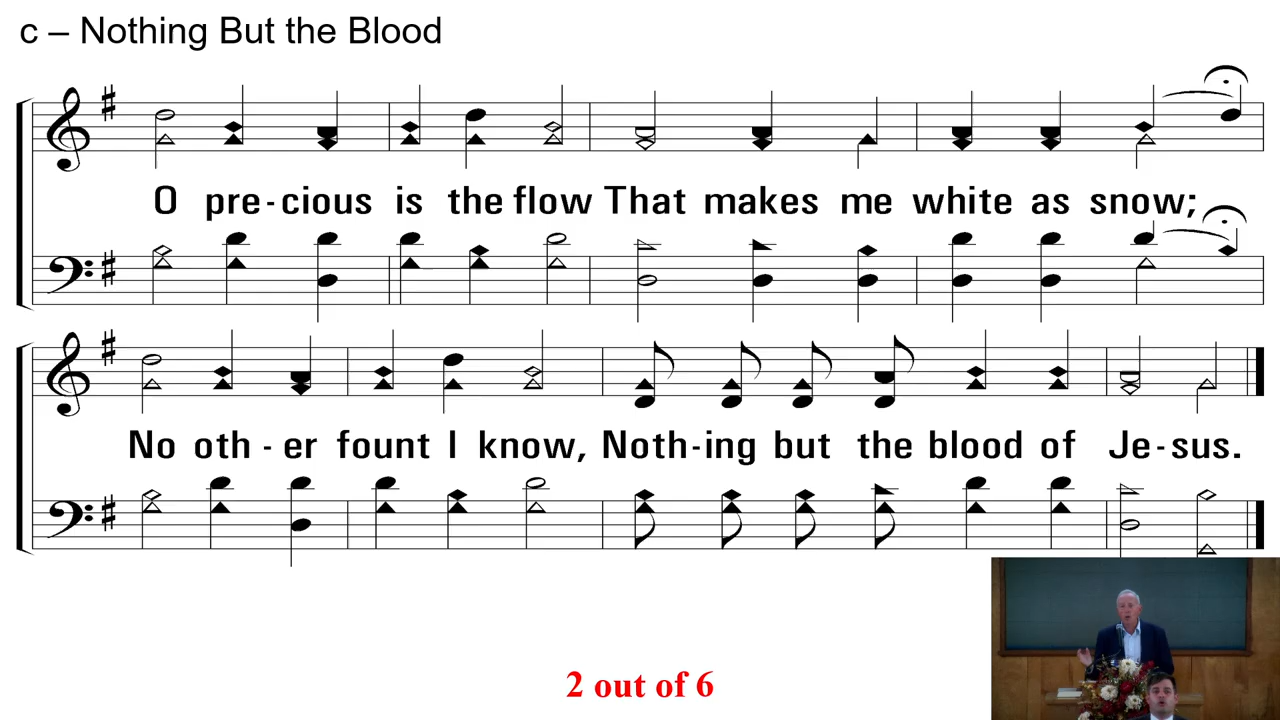 c – Nothing But the Blood
O pre-cious is the flow That makes me white as snow;
No oth-er fount I know, Noth-ing but the blood of Je-sus.
2 out of 6